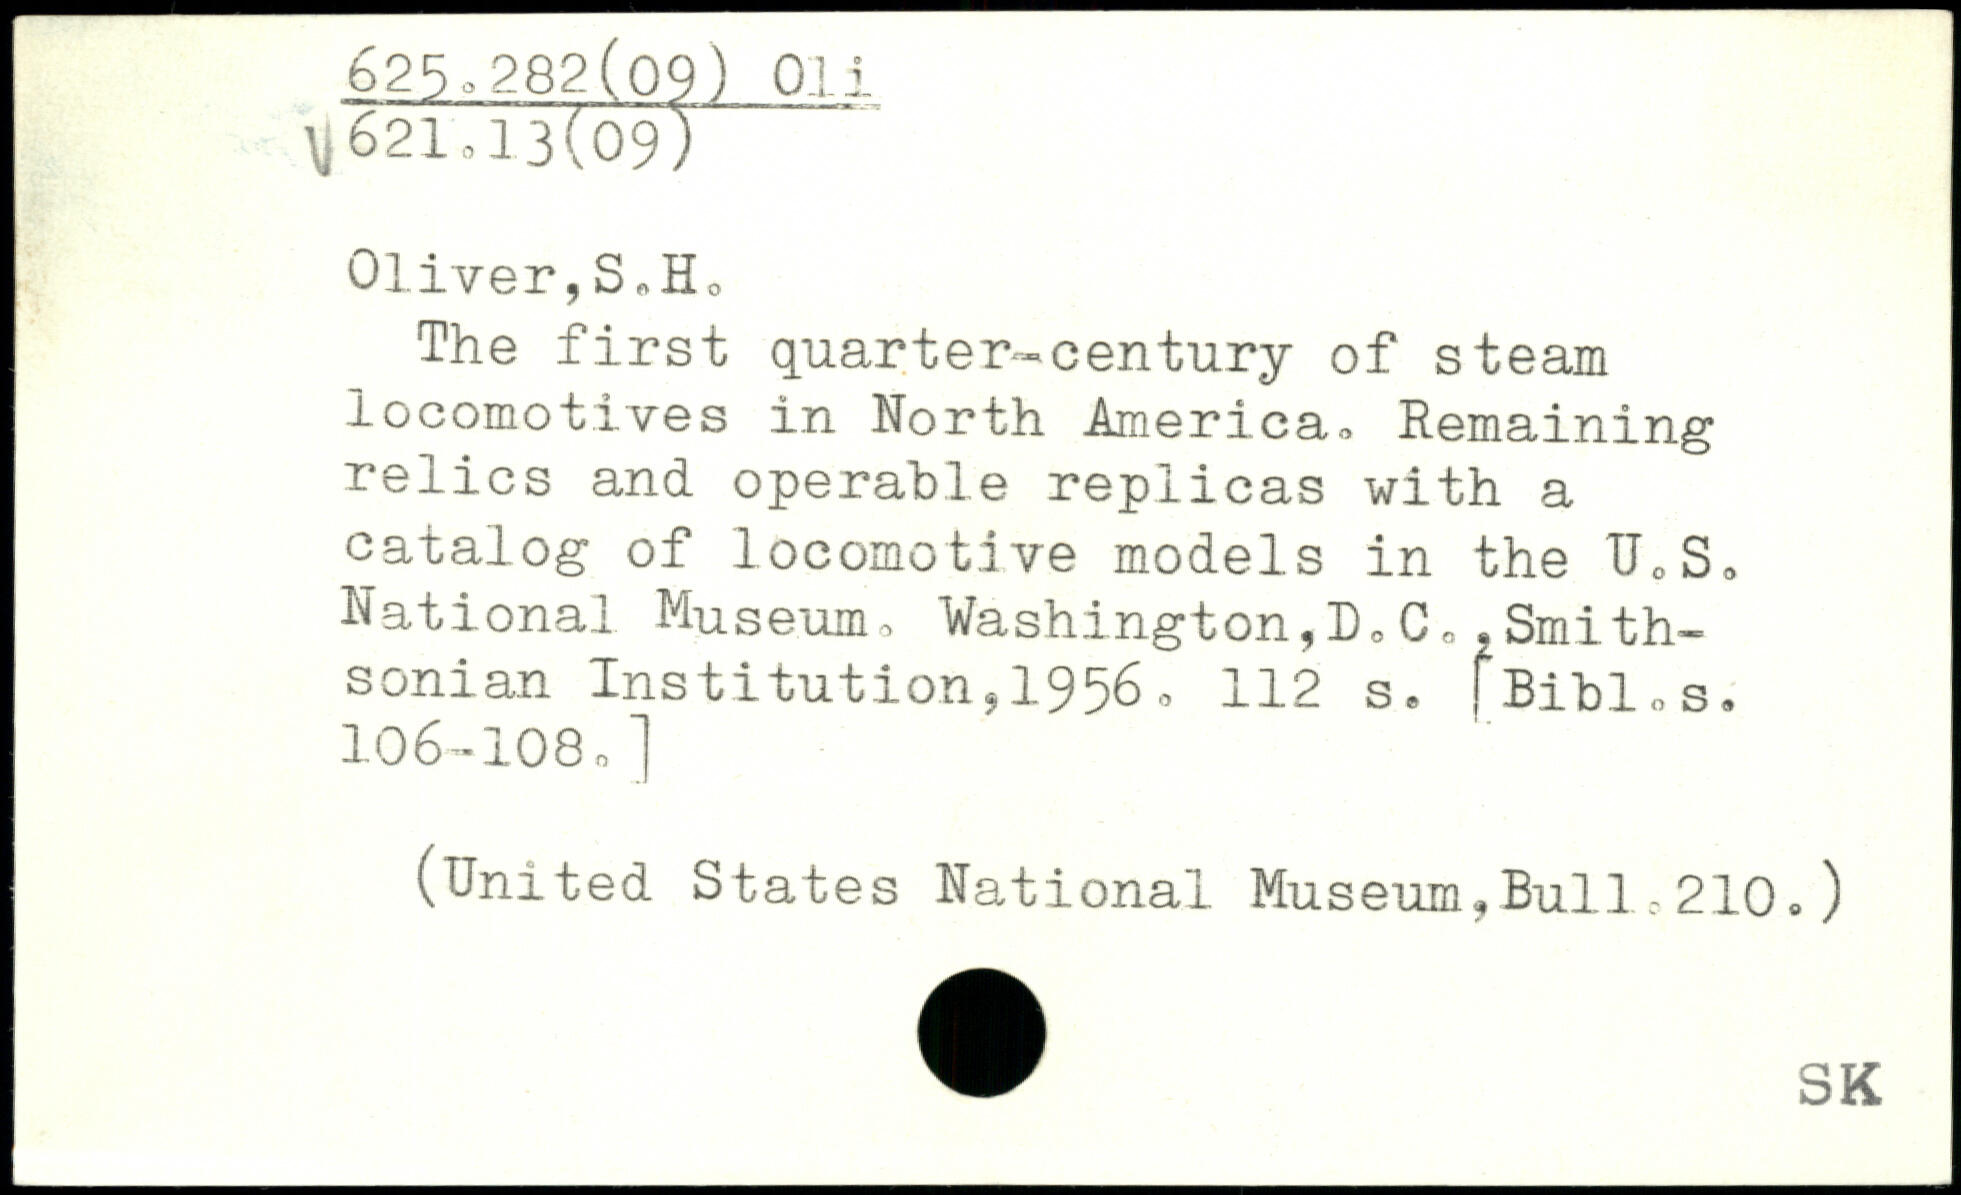 625.282(09) Oli
621.13(09)
Oliver,S.H.
The first quarter-century of steam
locomotives in North America. Remaining
relics and operable replicas with a
catalog of locomotive models in the U.S.
National Museum. Washington,D.C.,Smith-
sonian Institution,1956. 112 s. [Bibl.s.
106-108.]
(United States National Museum,Bull.210.)
SK